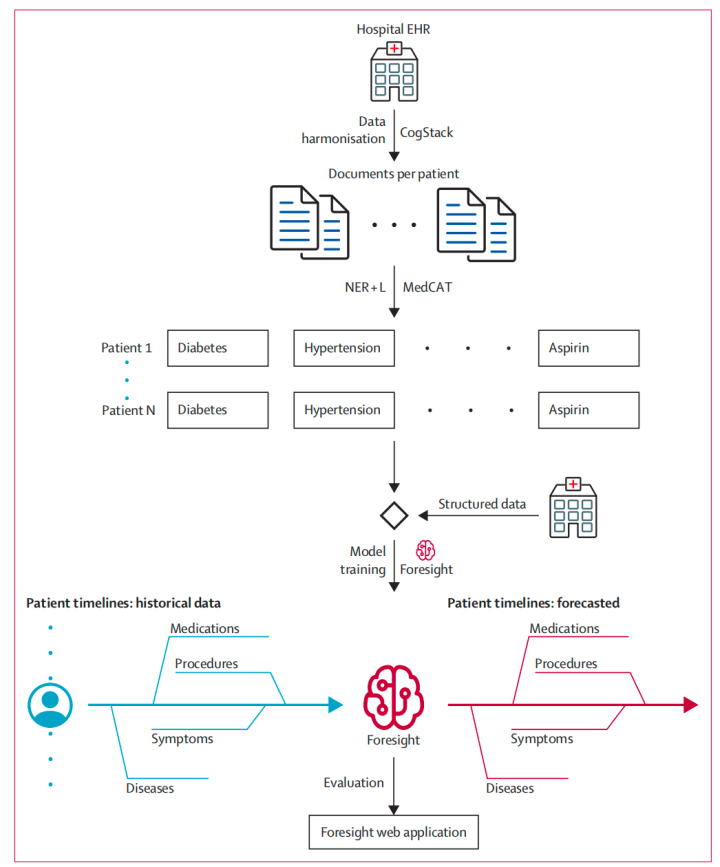 Hospital EHR
Data
harmonisation
CogStack
Documents per patient
NER + L
MedCAT
Patient 1
Diabetes
Hypertension
Aspirin
Patient N
Diabetes
Hypertension
Aspirin
Structured data
Model
training
Foresight
Patient timelines: historical data
Patient timelines: forecasted
Medications
Procedures
Symptoms
Diseases
Foresight
Medications
Procedures
Symptoms
Diseases
Evaluation
Foresight web application